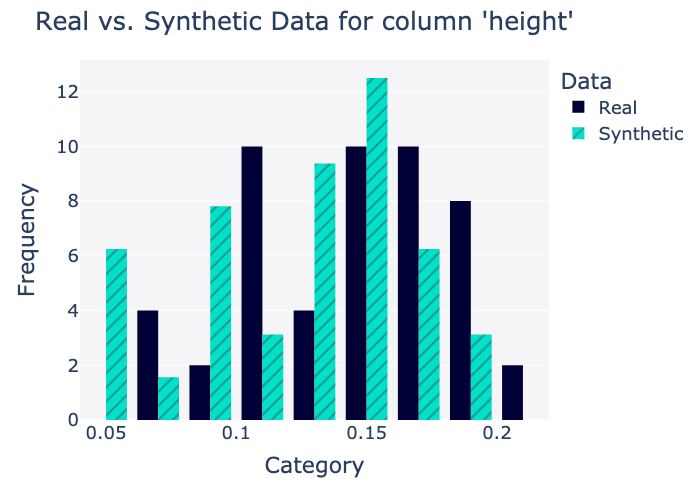 Real vs. Synthetic Data for column 'height'
Data
Real
Synthetic
12
10
8
6
4
2
0
Frequency
0.05
0.1
0.15
0.2
Category